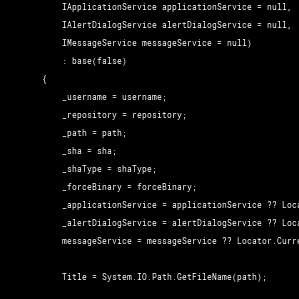 IApplicationService applicationService = null,
IAlertDialogService alertDialogService = null,
IMessageService messageService = null)
: base(false)
{
_username = username;
_repository = repository;
_path = path;
_sha = sha;
_shaType = shaType;
_forceBinary = forceBinary;
_applicationService = applicationService ?? Loca
_alertDialogService = alertDialogService ?? Loca
messageService = messageService ?? Locator.Curre
Title = System.IO.Path.GetFileName(path);